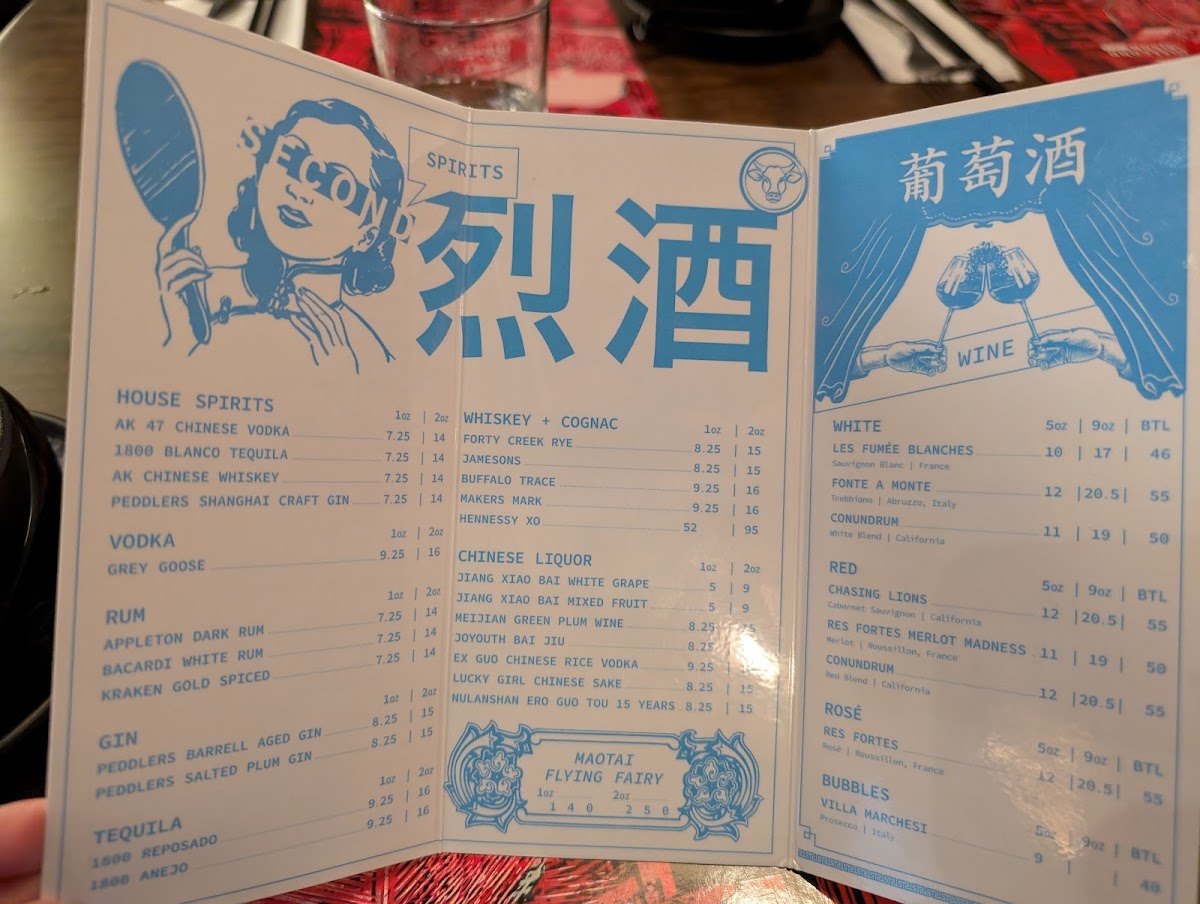 SECOND
SPIRITS
烈酒
HOUSE SPIRITS 1oz | 2oz
AK 47 CHINESE VODKA 7.25 | 14
1800 BLANCO TEQUILA 7.25 | 14
AK CHINESE WHISKEY 7.25 | 14
PEDDLERS SHANGHAI CRAFT GIN 7.25 | 14
VODKA 1oz | 2oz
GREY GOOSE 9.25 | 16
RUM 1oz | 2oz
APPLETON DARK RUM 7.25 | 14
BACARDI WHITE RUM 7.25 | 14
KRAKEN GOLD SPICED 7.25 | 14
GIN 1oz | 2oz
PEDDLERS BARRELL AGED GIN 8.25 | 15
PEDDLERS SALTED PLUM GIN 8.25 | 15
TEQUILA 1oz | 2oz
1800 REPOSADO 9.25 | 16
1800 ANEJO 9.25 | 16
WHISKEY + COGNAC 1oz | 2oz
FORTY CREEK RYE 8.25 | 15
JAMESONS 8.25 | 15
BUFFALO TRACE 9.25 | 16
MAKERS MARK 9.25 | 16
HENNESSY XO 52 | 95
CHINESE LIQUOR 1oz | 2oz
JIANG XIAO BAI WHITE GRAPE 5 | 9
JIANG XIAO BAI MIXED FRUIT 5 | 9
MEIJIAN GREEN PLUM WINE 8.25 |
JOYOUTH BAI JIU 8.25
EX GUO CHINESE RICE VODKA 9.25
LUCKY GIRL CHINESE SAKE 8.25 | 15
NULANSHAN ERO GUO TOU 15 YEARS 8.25 | 15
MAOTAI
FLYING FAIRY
1oz 2oz
140 250
葡萄酒
WINE
WHITE 5oz | 9oz | BTL
LES FUMÉE BLANCHES 10 | 17 | 46
Sauvignon Blanc | France
FONTE A MONTE 12 |20.5| 55
Trebbiano | Abruzzo, Italy
CONUNDRUM 11 | 19 | 50
White Blend | California
RED 5oz | 9oz | BTL
CHASING LIONS 12 |20.5| 55
Cabernet Sauvignon | California
RES FORTES MERLOT MADNESS 11 | 19 | 50
Merlot | Roussillon, France
CONUNDRUM 12 |20.5| 55
Red Blend | California
ROSÉ 5oz | 9oz | BTL
RES FORTES 12 |20.5| 55
Rosé | Roussillon, France
BUBBLES 5oz | 9oz | BTL
VILLA MARCHESI 9 | 40
Prosecco | Italy